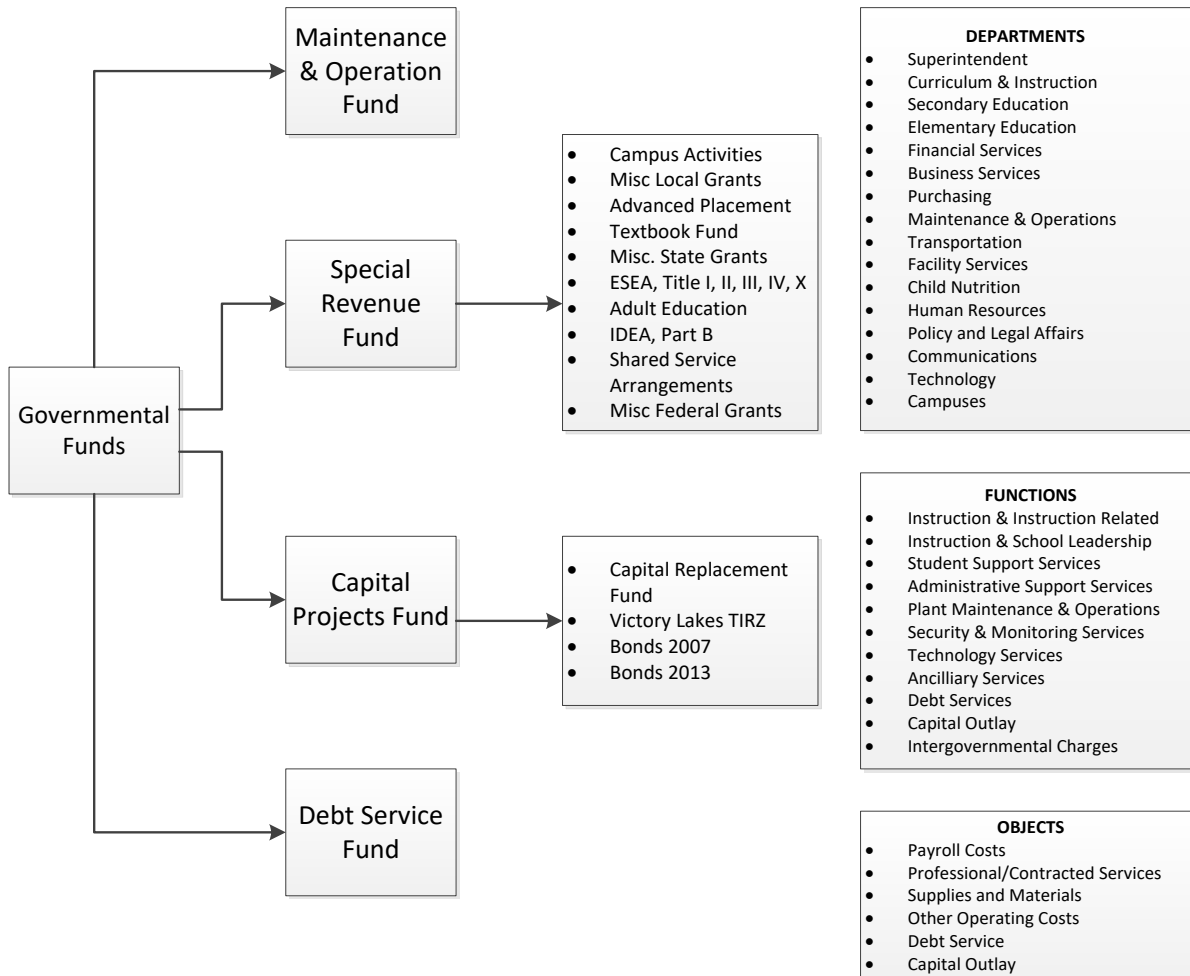 Governmental
Funds
Maintenance
& Operation
Fund
Special
Revenue
Fund
Capital
Projects Fund
Debt Service
Fund
• Campus Activities
• Misc Local Grants
• Advanced Placement
• Textbook Fund
• Misc. State Grants
• ESEA, Title I, II, III, IV, X
• Adult Education
• IDEA, Part B
• Shared Service
Arrangements
• Misc Federal Grants
• Capital Replacement
Fund
• Victory Lakes TIRZ
• Bonds 2007
• Bonds 2013
DEPARTMENTS
• Superintendent
• Curriculum & Instruction
• Secondary Education
• Elementary Education
• Financial Services
• Business Services
• Purchasing
• Maintenance & Operations
• Transportation
• Facility Services
• Child Nutrition
• Human Resources
• Policy and Legal Affairs
• Communications
• Technology
• Campuses
FUNCTIONS
• Instruction & Instruction Related
• Instruction & School Leadership
• Student Support Services
• Administrative Support Services
• Plant Maintenance & Operations
• Security & Monitoring Services
• Technology Services
• Ancilliary Services
• Debt Services
• Capital Outlay
• Intergovernmental Charges
OBJECTS
• Payroll Costs
• Professional/Contracted Services
• Supplies and Materials
• Other Operating Costs
• Debt Service
• Capital Outlay